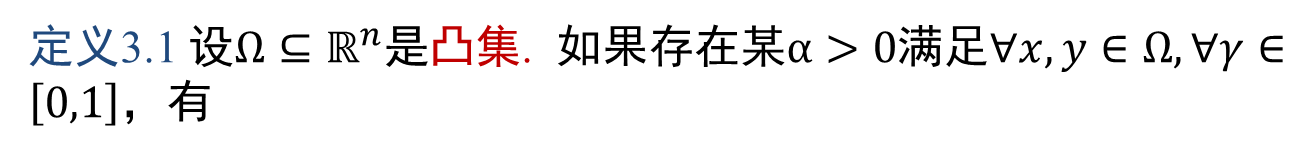 定义3.1 设Ω ⊆ ℝⁿ是凸集. 如果存在某α > 0满足∀x, y ∈ Ω, ∀γ ∈
[0,1]，有